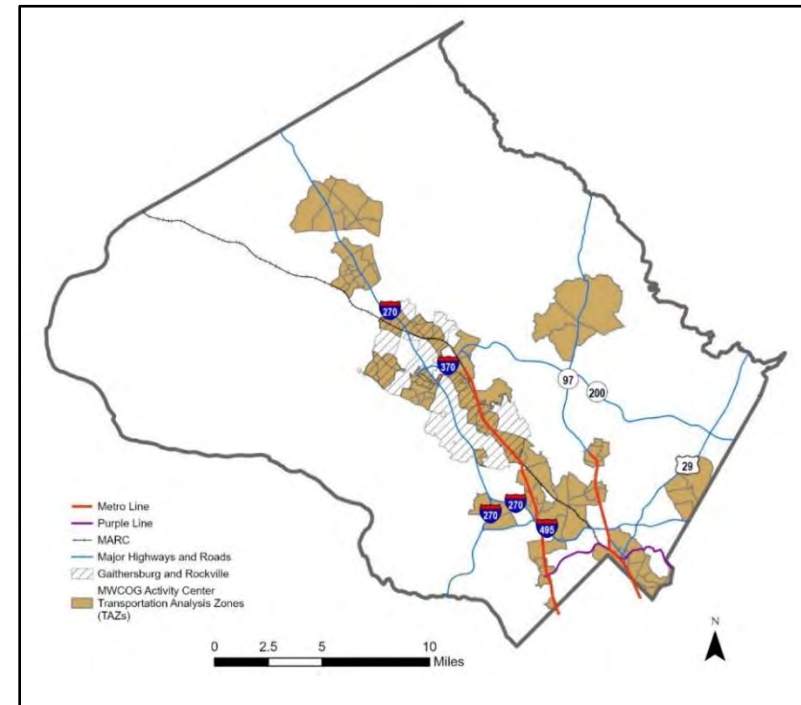 270
370
97
200
29
270
270
495
Metro Line
Purple Line
MARC
Major Highways and Roads
Gaithersburg and Rockville
MWCOG Activity Center
Transportation Analysis Zones
(TAZs)
N
0 2.5 5 10
Miles